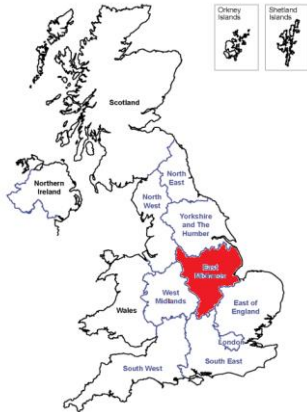 Orkney
Islands
Shetland
Islands
Scotland
Northern
Ireland
North
East
North
West
Yorkshire
and The
Humber
East
Midlands
West
Midlands
Wales
East of
England
London
South East
South West